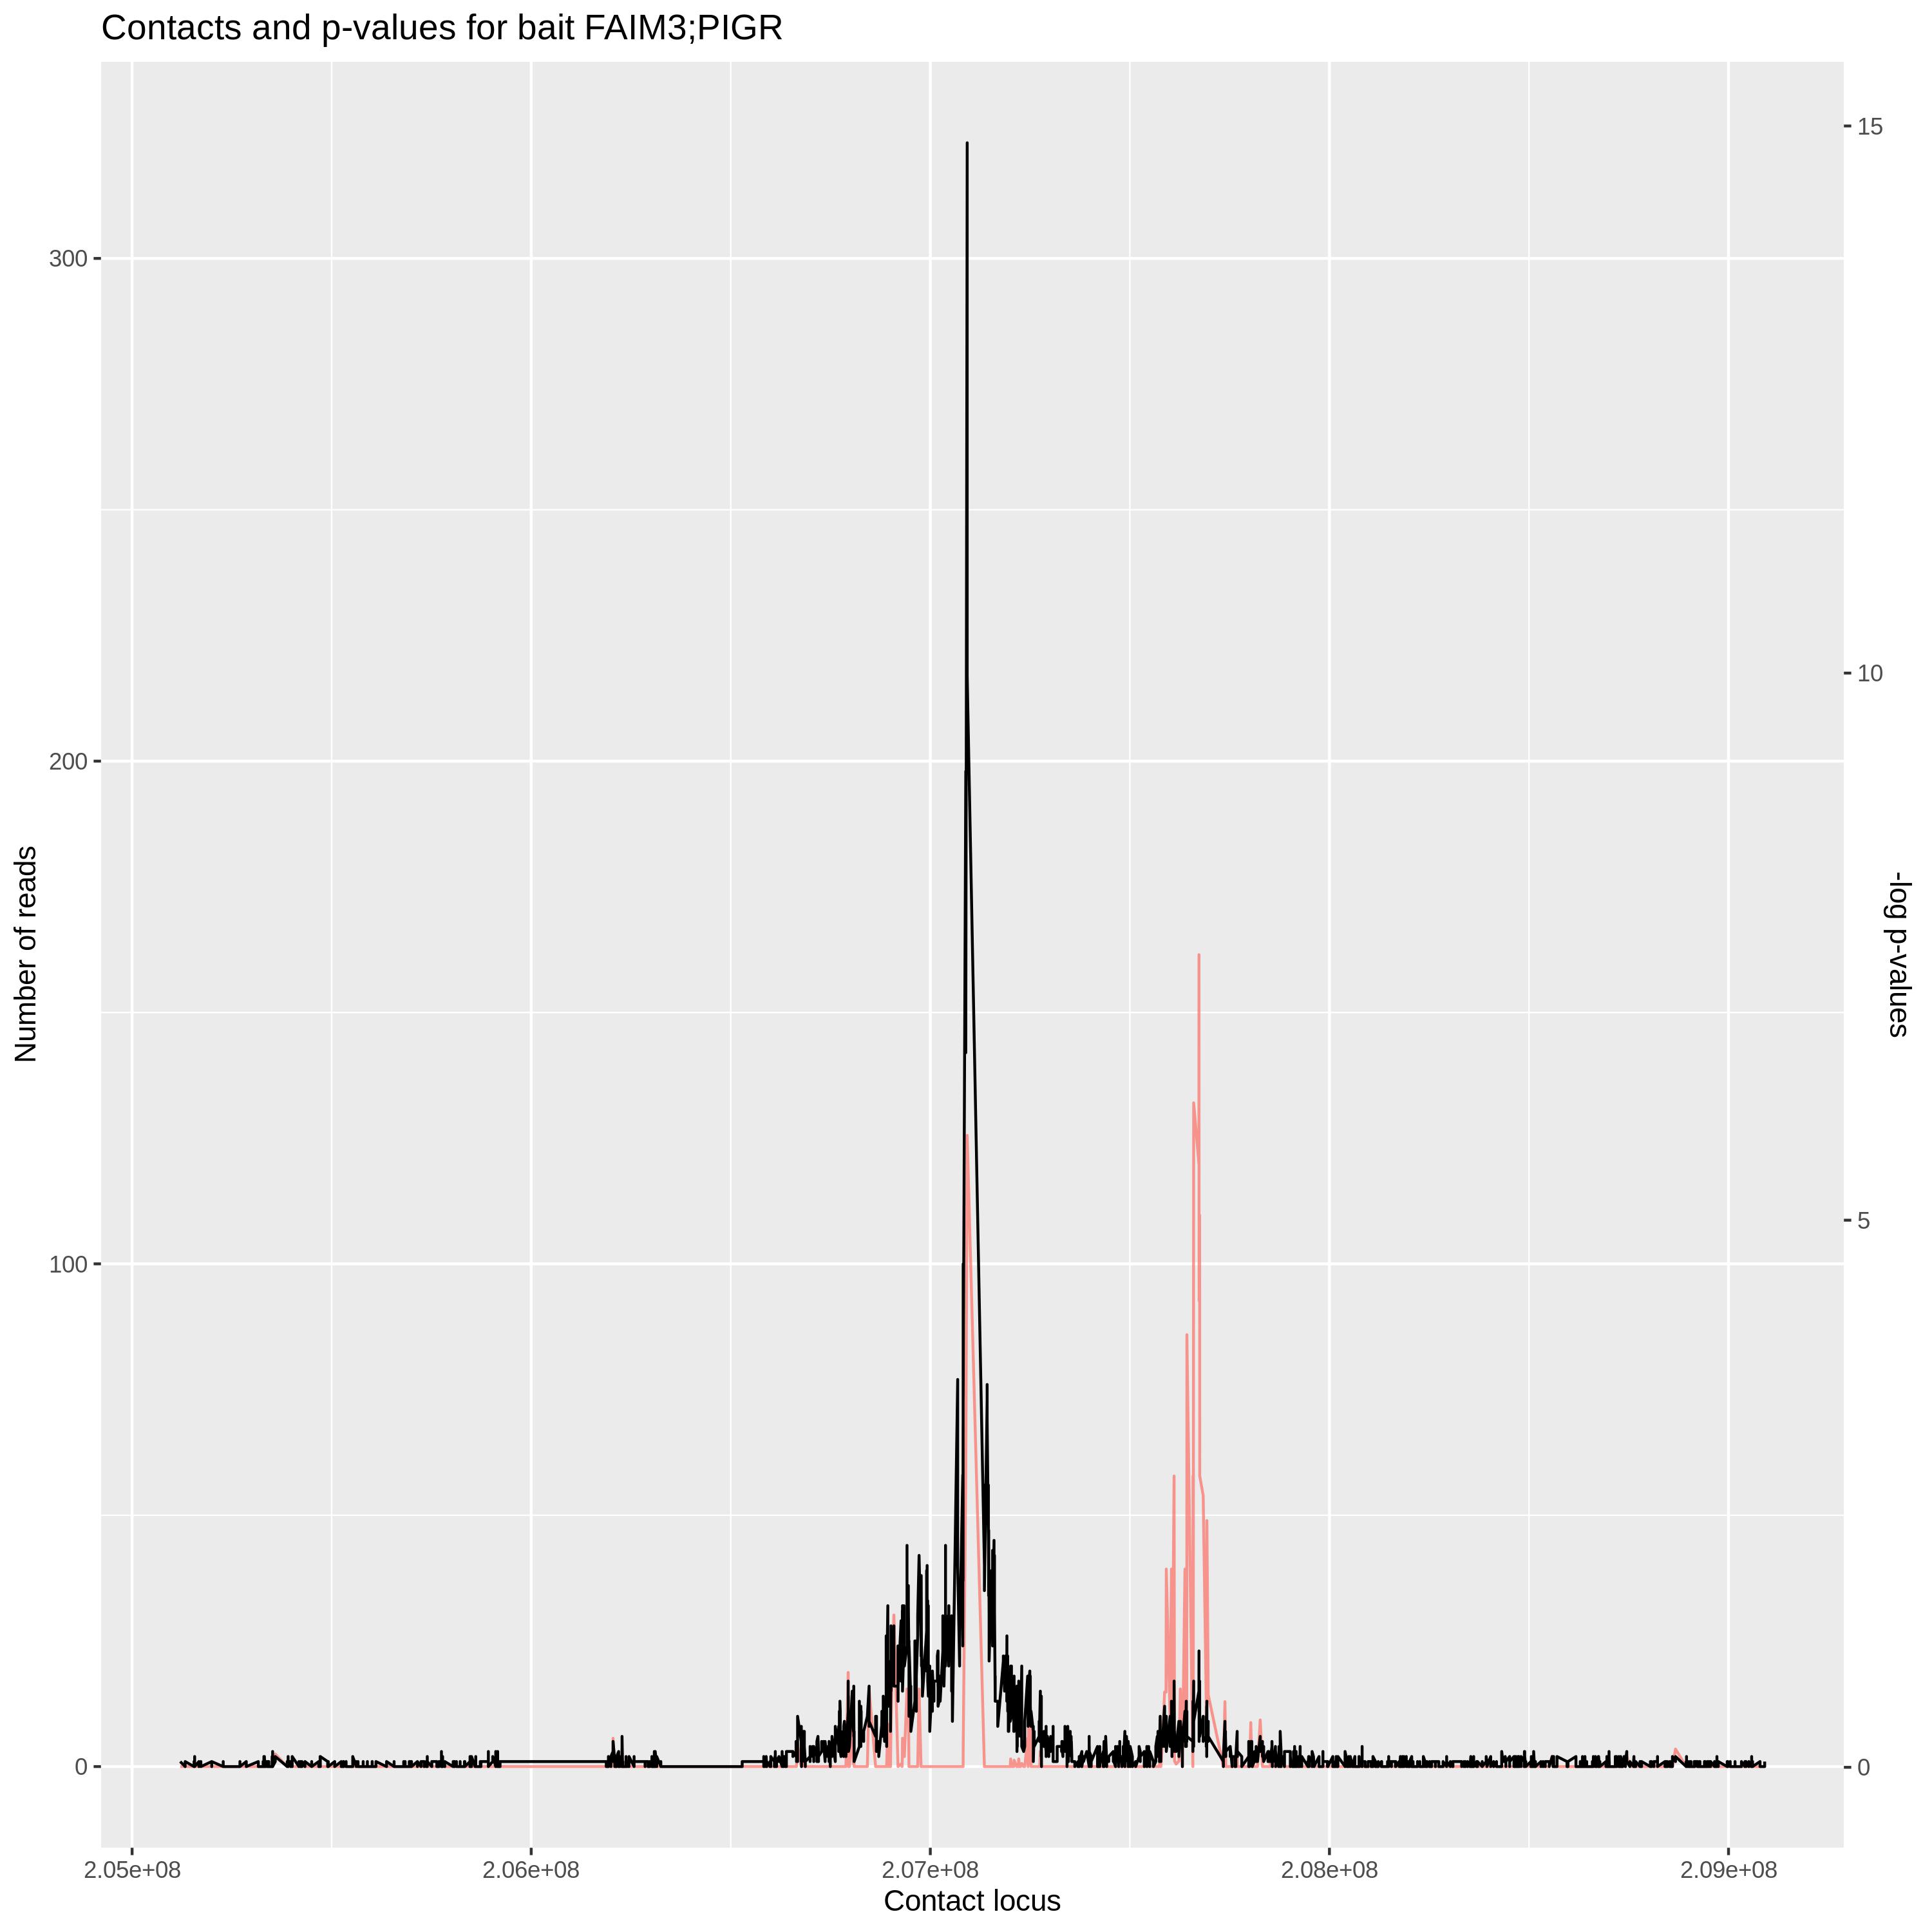 Contacts and p-values for bait FAIM3;PIGR
15
300
10
200
Number of reads
-log p-values
5
100
0
0
2.05e+08 2.06e+08 2.07e+08 2.08e+08 2.09e+08
Contact locus